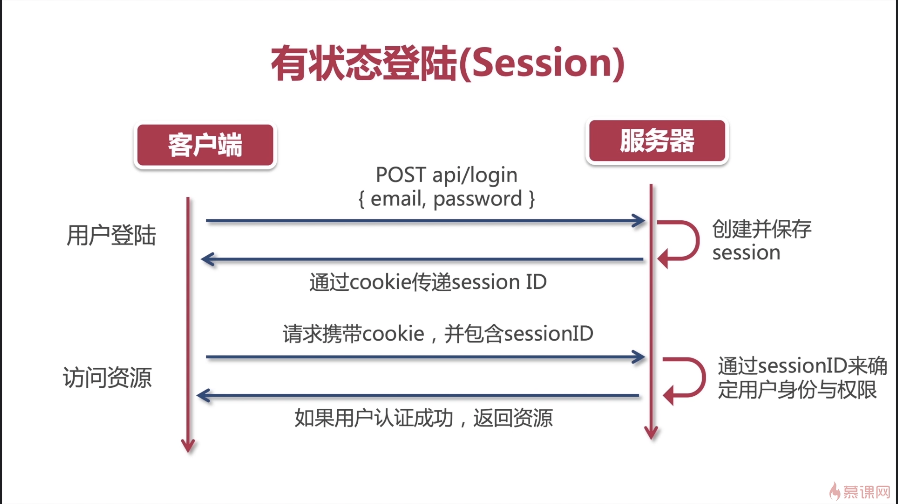 有状态登陆(Session)
客户端
服务器
POST api/login
{ email, password }
用户登陆
创建并保存
session
通过cookie传递session ID
请求携带cookie，并包含sessionID
访问资源
通过sessionID来确
定用户身份与权限
如果用户认证成功，返回资源
慕课网